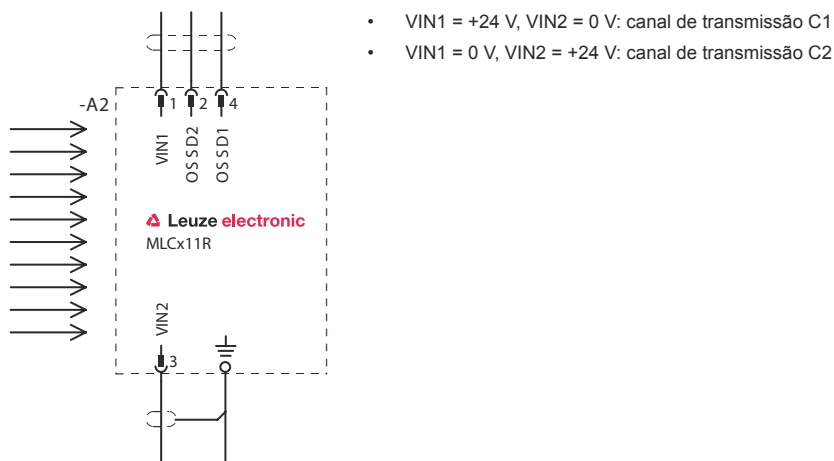 • VIN1 = +24 V, VIN2 = 0 V: canal de transmissão C1
• VIN1 = 0 V, VIN2 = +24 V: canal de transmissão C2
-A2
1 2 4
VIN1
OSSD2
OSSD1
Leuze electronic
MLCx11R
VIN2
3